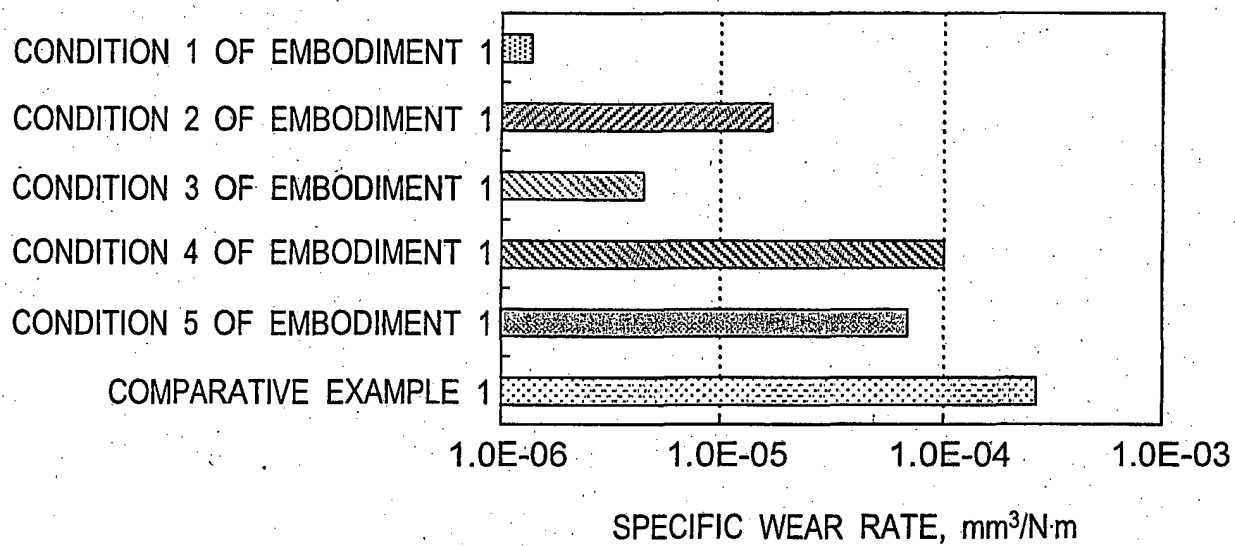 CONDITION 1 OF EMBODIMENT 1
CONDITION 2 OF EMBODIMENT 1
CONDITION 3 OF EMBODIMENT 1
CONDITION 4 OF EMBODIMENT 1
CONDITION 5 OF EMBODIMENT 1
COMPARATIVE EXAMPLE 1
1.0E-06 1.0E-05 1.0E-04 1.0E-03
SPECIFIC WEAR RATE, mm³/N·m